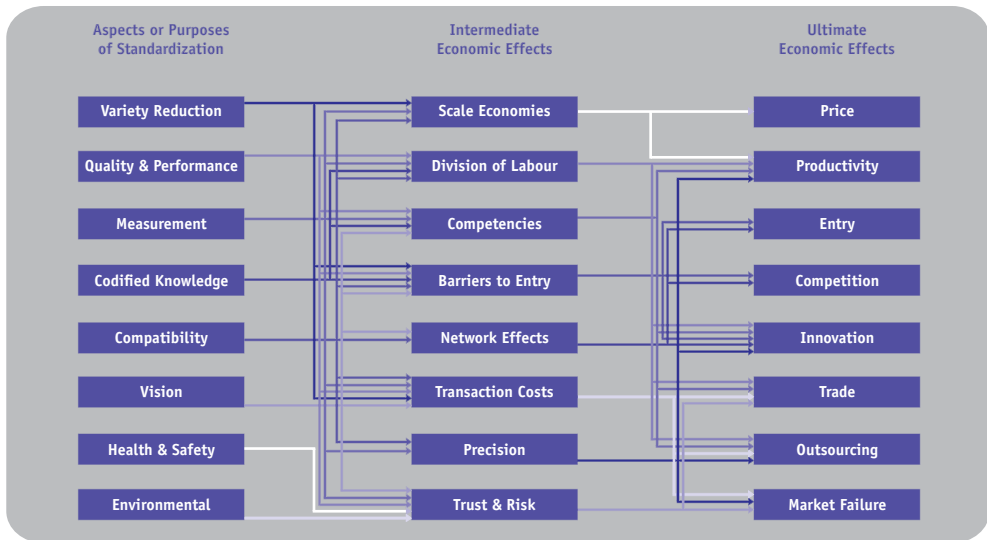 Aspects or Purposes
of Standardization
Intermediate
Economic Effects
Ultimate
Economic Effects
Variety Reduction
Scale Economies
Price
Quality & Performance
Division of Labour
Productivity
Measurement
Competencies
Entry
Codified Knowledge
Barriers to Entry
Competition
Compatibility
Network Effects
Innovation
Vision
Transaction Costs
Trade
Health & Safety
Precision
Outsourcing
Environmental
Trust & Risk
Market Failure